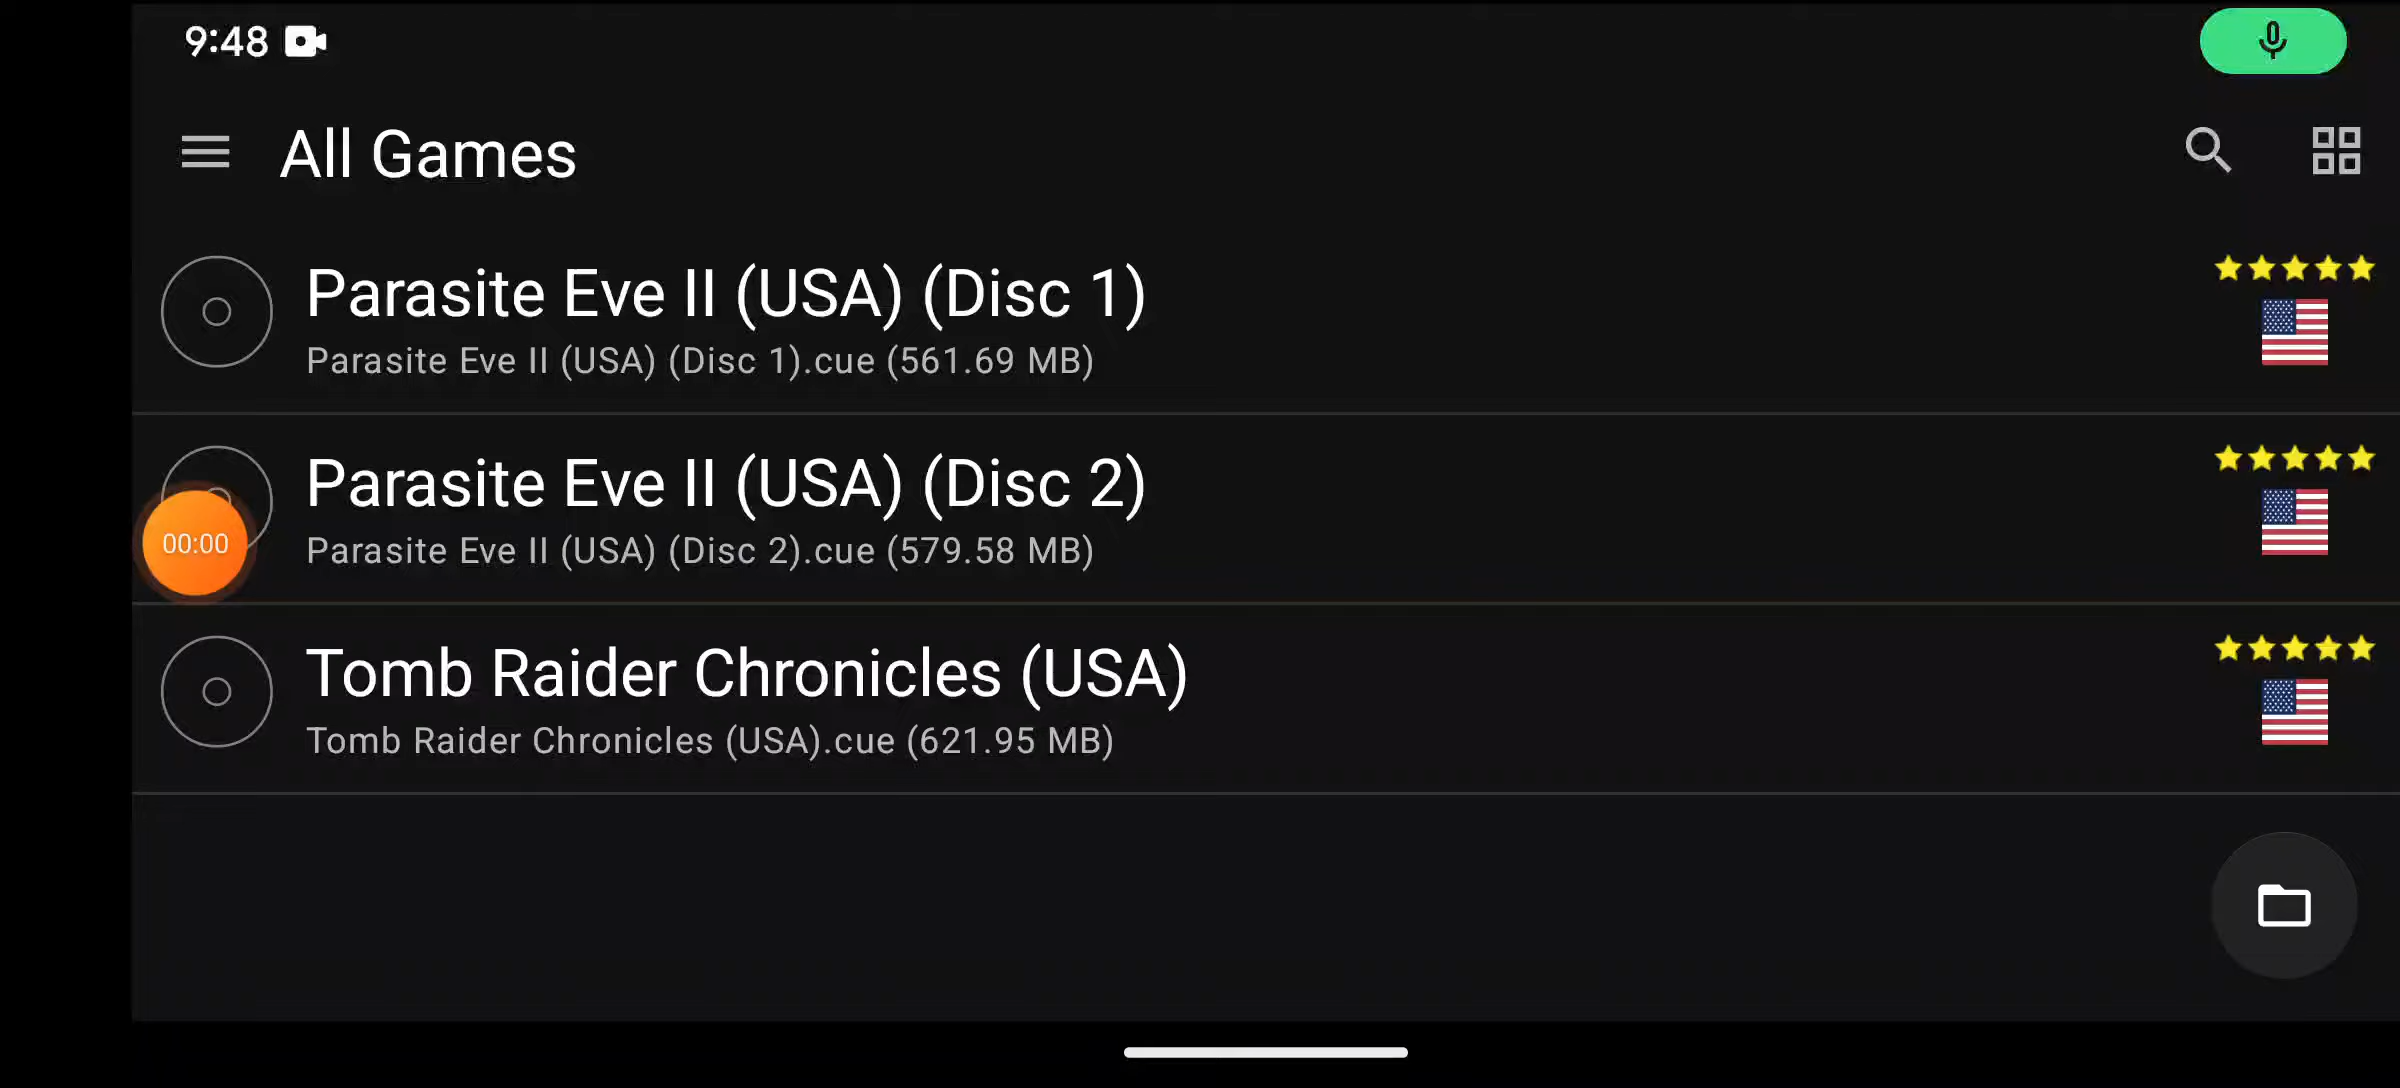 9:48
All Games
Parasite Eve II (USA) (Disc 1)
Parasite Eve II (USA) (Disc 1).cue (561.69 MB)
Parasite Eve II (USA) (Disc 2)
00:00
Parasite Eve II (USA) (Disc 2).cue (579.58 MB)
Tomb Raider Chronicles (USA)
Tomb Raider Chronicles (USA).cue (621.95 MB)